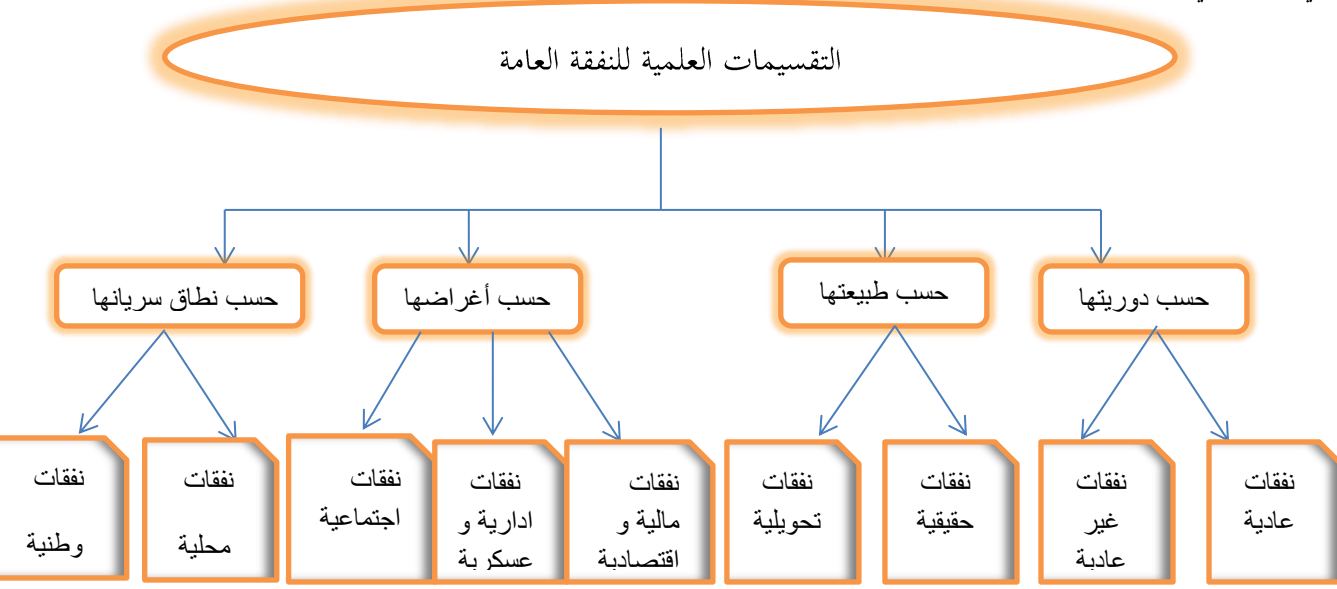 التقسيمات العلمية للنفقة العامة
حسب دوريتها
حسب طبيعتها
حسب أغراضها
حسب نطاق سريانها
نفقات
عادية
نفقات
غير
عادية
نفقات
حقيقية
نفقات
تحويلية
نفقات
مالية و
اقتصادية
نفقات
ادارية و
عسكرية
نفقات
اجتماعية
نفقات
محلية
نفقات
وطنية